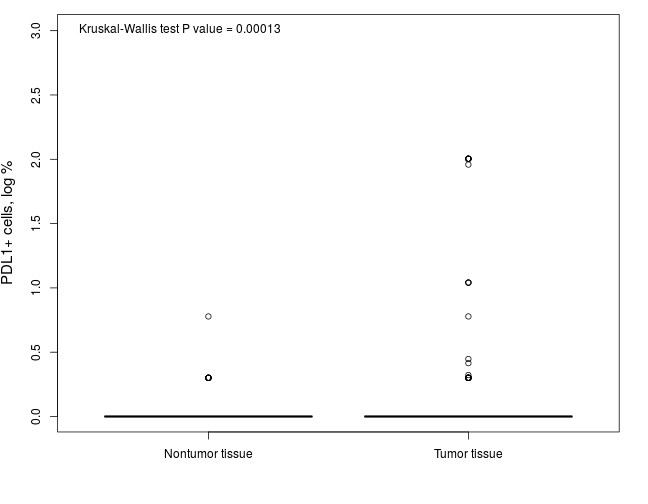 Kruskal-Wallis test P value = 0.00013
3.0
2.5
2.0
1.5
1.0
0.5
0.0
PDL1+ cells, log %
Nontumor tissue
Tumor tissue